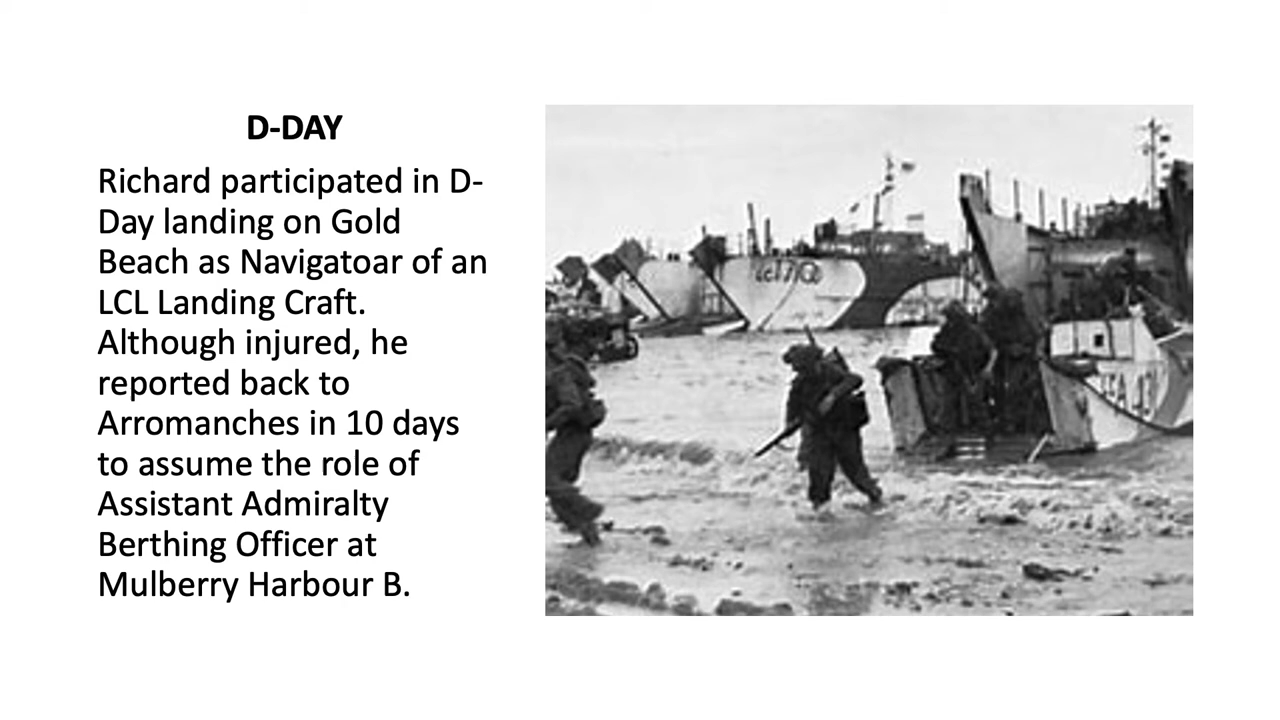 D-DAY
Richard participated in D-
Day landing on Gold
Beach as Navigatoar of an
LCL Landing Craft.
Although injured, he
reported back to
Arromanches in 10 days
to assume the role of
Assistant Admiralty
Berthing Officer at
Mulberry Harbour B.